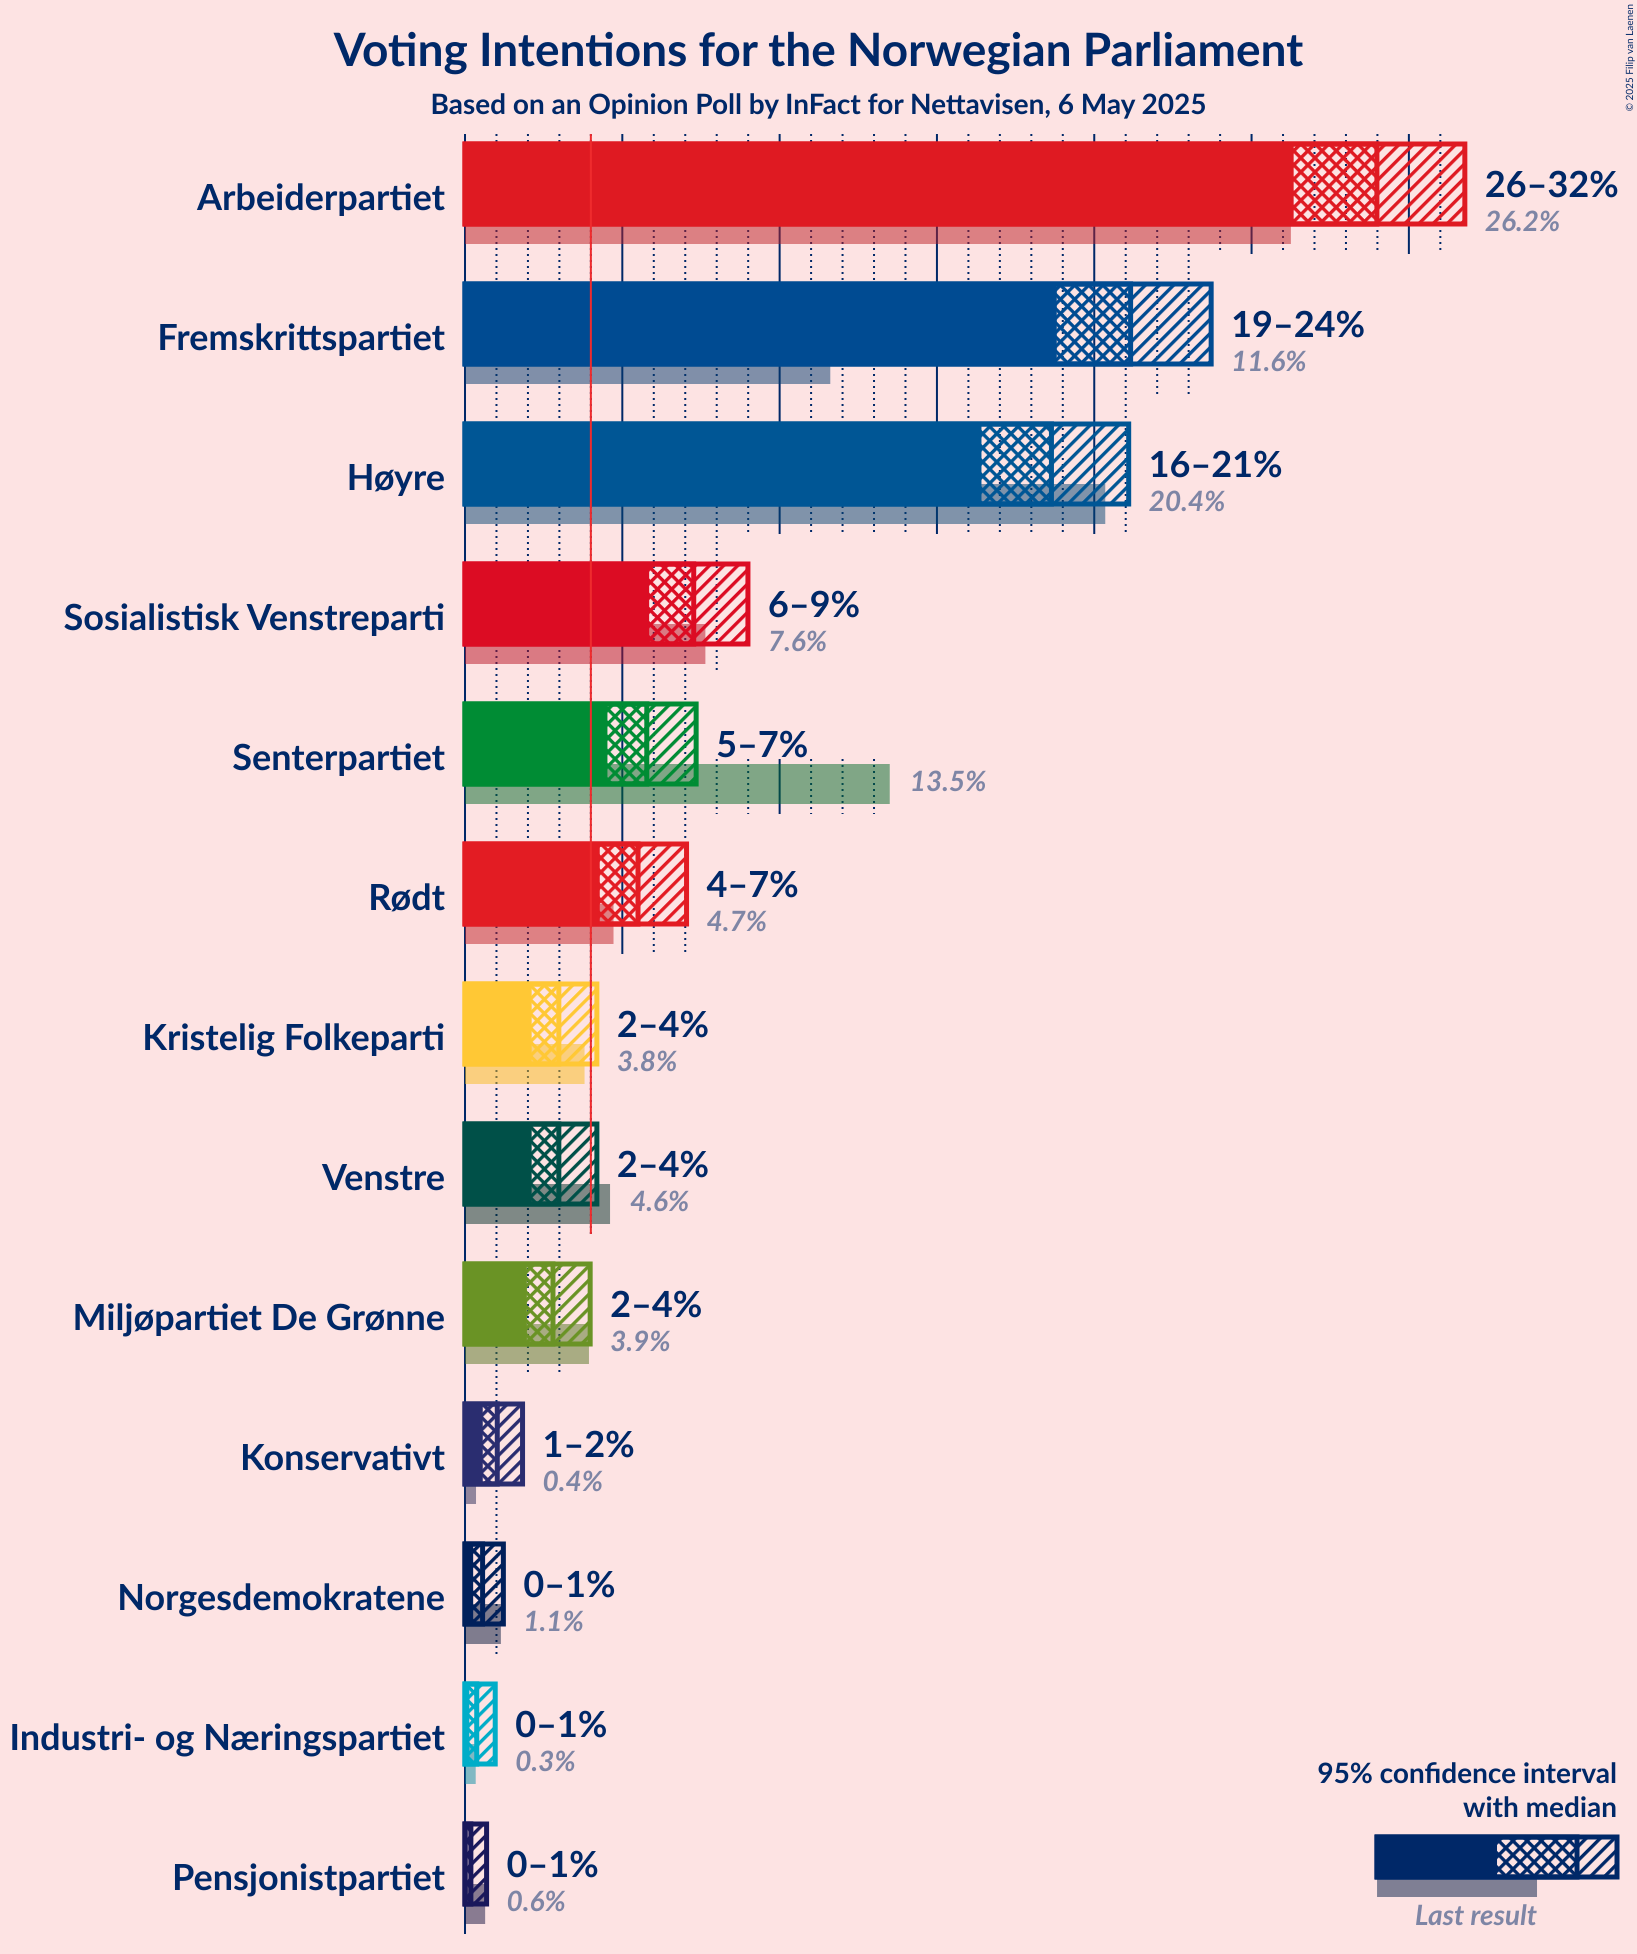 © 2025 Filip van Laenen
Voting Intentions for the Norwegian Parliament
Based on an Opinion Poll by InFact for Nettavisen, 6 May 2025
Arbeiderpartiet
26–32%
26.2%
Fremskrittspartiet
19–24%
11.6%
Høyre
16–21%
20.4%
Sosialistisk Venstreparti
6–9%
7.6%
Senterpartiet
5–7%
13.5%
Rødt
4–7%
4.7%
Kristelig Folkeparti
2–4%
3.8%
Venstre
2–4%
4.6%
Miljøpartiet De Grønne
2–4%
3.9%
Konservativt
1–2%
0.4%
Norgesdemokratene
0–1%
1.1%
Industri- og Næringspartiet
0–1%
0.3%
Pensjonistpartiet
0–1%
0.6%
95% confidence interval
with median
Last result